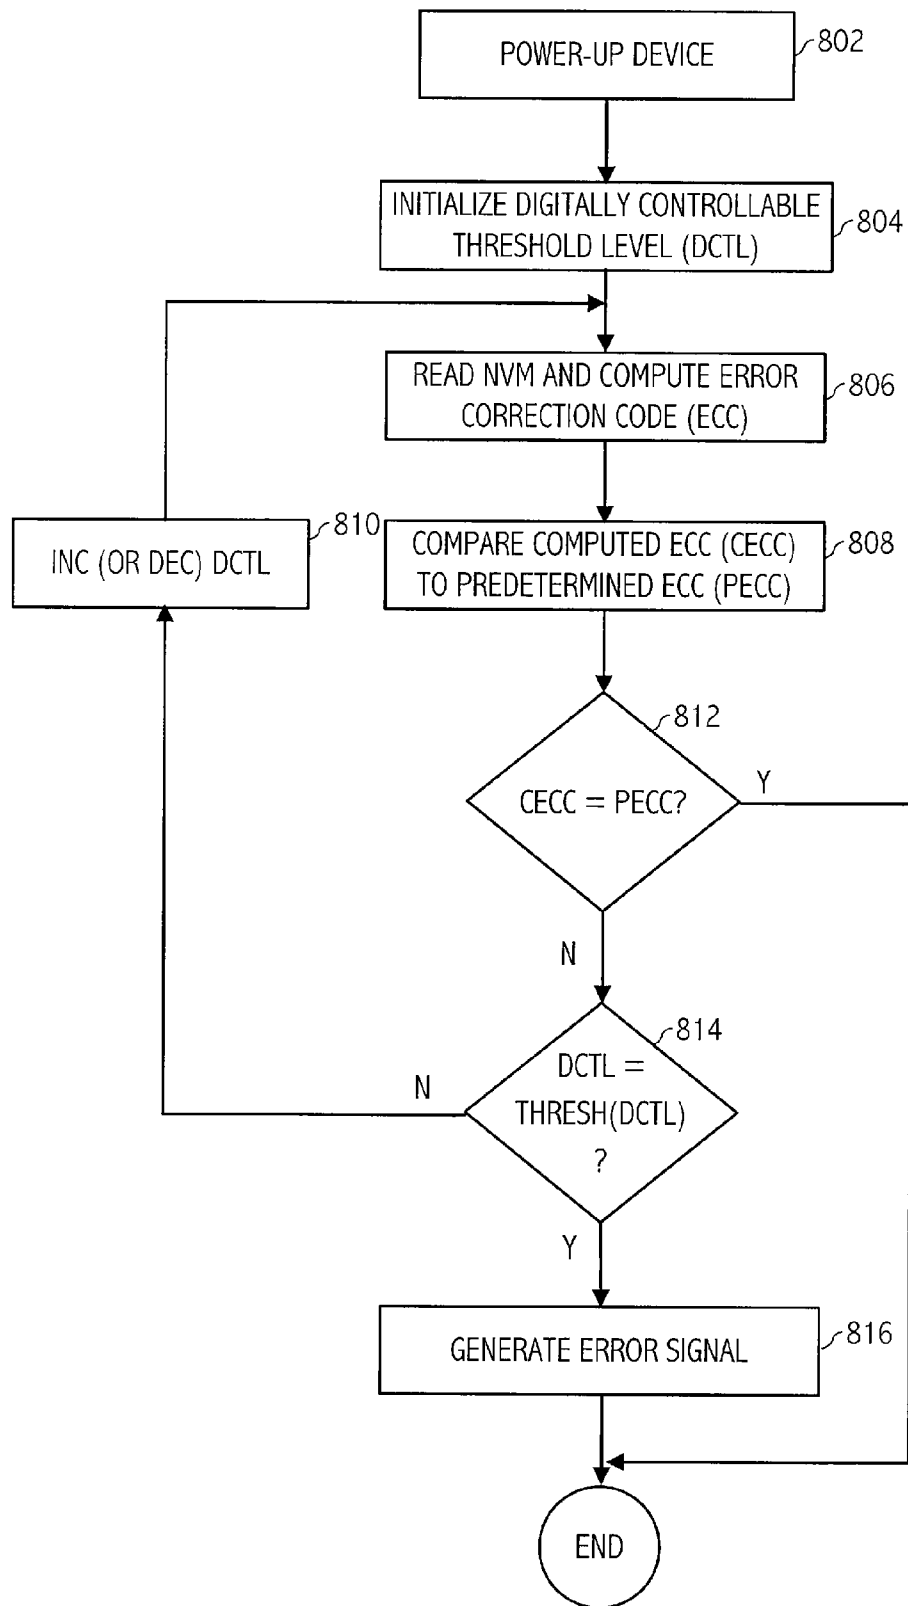 POWER-UP DEVICE
802
INITIALIZE DIGITALLY CONTROLLABLE
THRESHOLD LEVEL (DCTL)
804
READ NVM AND COMPUTE ERROR
CORRECTION CODE (ECC)
806
INC (OR DEC) DCTL
810
COMPARE COMPUTED ECC (CECC)
TO PREDETERMINED ECC (PECC)
808
812
CECC = PECC?
Y
N
814
DCTL =
THRESH(DCTL)
?
N
Y
GENERATE ERROR SIGNAL
816
END